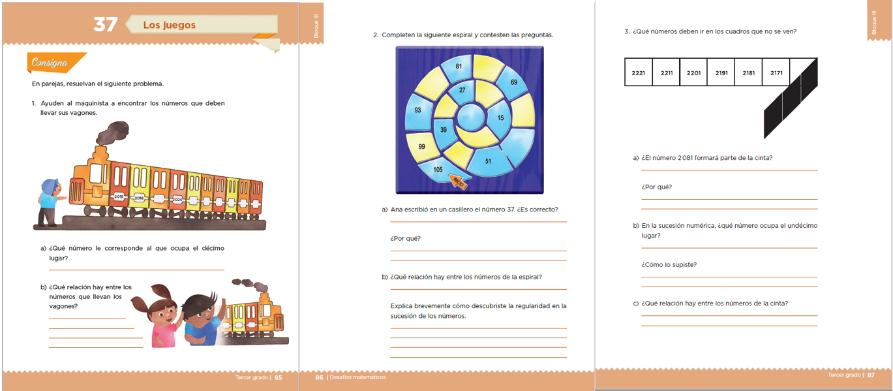 37
Los juegos
Consigna
En parejas, resuelvan el siguiente problema.
1. Ayuden al maquinista a encontrar los números que deben
llevar sus vagones.
a) ¿Qué número le corresponde al que ocupa el décimo
lugar?
b) ¿Qué relación hay entre los
números que llevan los
vagones?
Tercer grado | 85
Bloque III
2. Completen la siguiente espiral y contesten las preguntas.
81
69
27
93
15
39
99
51
105
a) Ana escribió en un casillero el número 37. ¿Es correcto?
¿Por qué?
b) ¿Qué relación hay entre los números de la espiral?
Explica brevemente cómo descubriste la regularidad en la
sucesión de los números.
86 | Desafíos matemáticos
Bloque III
3. ¿Qué números deben ir en los cuadros que no se ven?
2221 2211 2201 2191 2181 2171
a) ¿El número 2 081 formará parte de la cinta?
¿Por qué?
b) En la sucesión numérica, ¿qué número ocupa el undécimo
lugar?
¿Cómo lo supiste?
c) ¿Qué relación hay entre los números de la cinta?
Tercer grado | 87